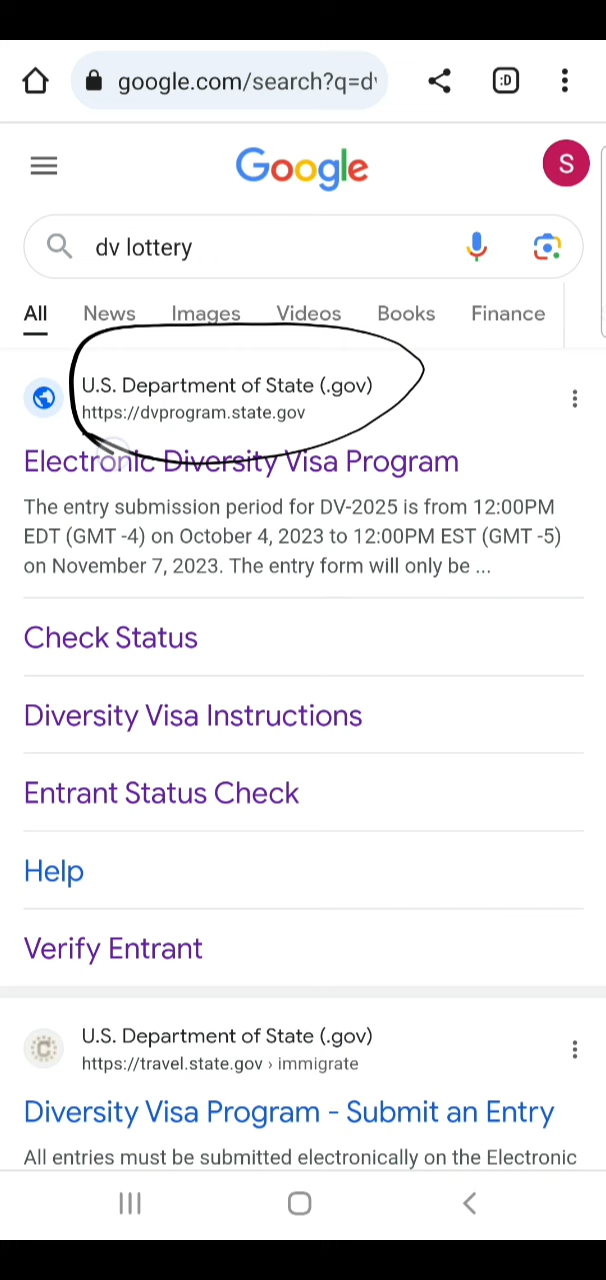 google.com/search?q=d
:D
Google
S
dv lottery
All News Images Videos Books Finance
U.S. Department of State (.gov)
https://dvprogram.state.gov
Electronic Diversity Visa Program
The entry submission period for DV-2025 is from 12:00PM
EDT (GMT -4) on October 4, 2023 to 12:00PM EST (GMT -5)
on November 7, 2023. The entry form will only be ...
Check Status
Diversity Visa Instructions
Entrant Status Check
Help
Verify Entrant
C
U.S. Department of State (.gov)
https://travel.state.gov › immigrate
Diversity Visa Program - Submit an Entry
All entries must be submitted electronically on the Electronic